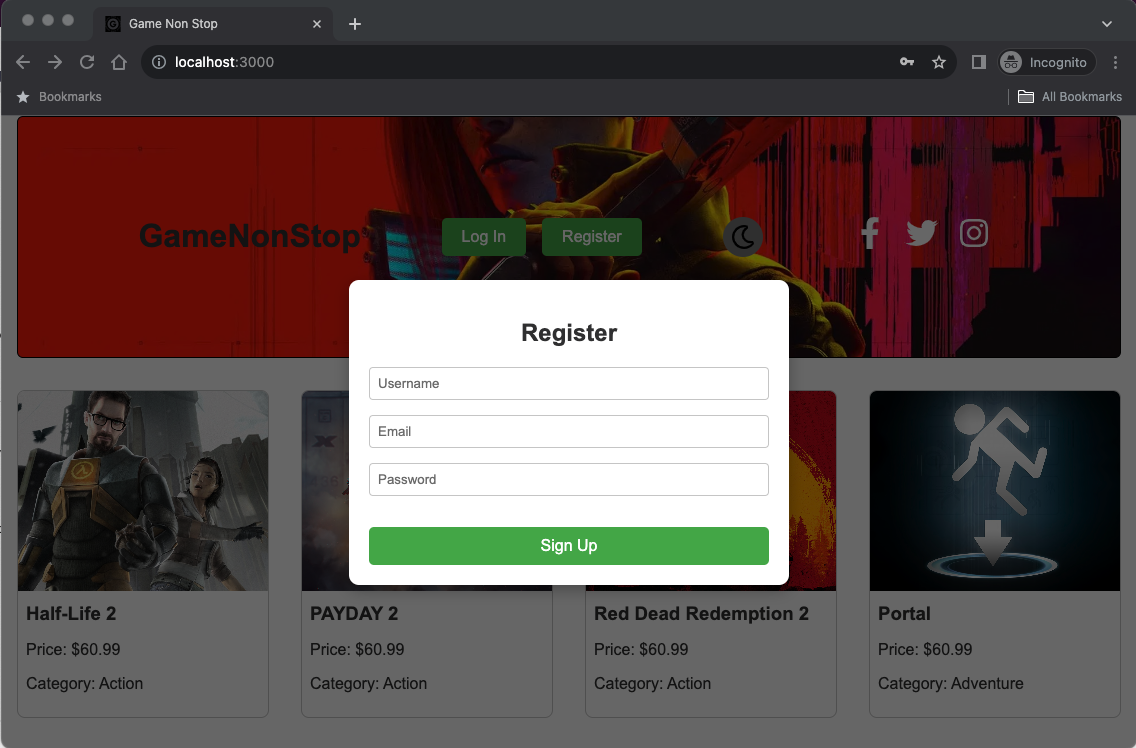 Game Non Stop
localhost:3000
Incognito
Bookmarks
All Bookmarks
GameNonStop
Log In
Register
Register
Username
Email
Password
Sign Up
Half-Life 2
Price: $60.99
Category: Action
PAYDAY 2
Price: $60.99
Category: Action
Red Dead Redemption 2
Price: $60.99
Category: Action
Portal
Price: $60.99
Category: Adventure